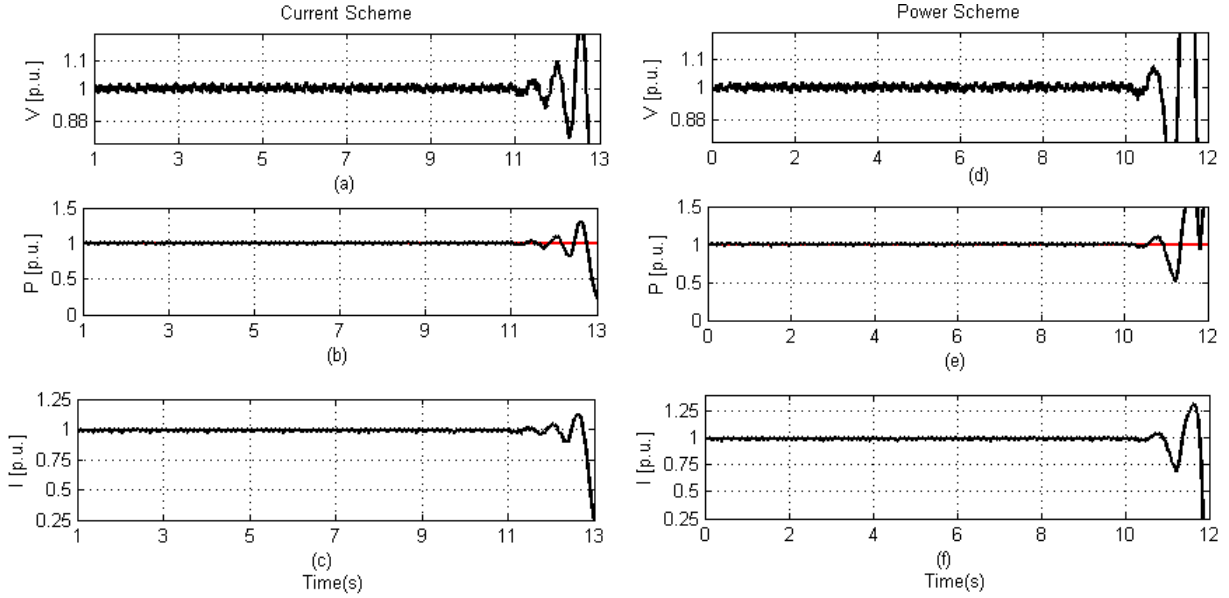 Current Scheme
V [p.u.]
1.1
1
0.88
1 3 5 7 9 11 13
(a)
P [p.u.]
1.5
1
0.5
0
1 3 5 7 9 11 13
(b)
I [p.u.]
1.25
1
0.75
0.5
0.25
1 3 5 7 9 11 13
(c)
Time(s)
Power Scheme
V [p.u.]
1.1
1
0.88
0 2 4 6 8 10 12
(d)
P [p.u.]
1.5
1
0.5
0
0 2 4 6 8 10 12
(e)
I [p.u.]
1.25
1
0.75
0.5
0.25
0 2 4 6 8 10 12
(f)
Time(s)